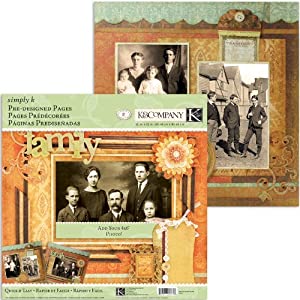 simply k
Pre-designed Pages
Pages Prédécorées
Páginas Prediseñadas
K&COMPANY K
family
Add Your 4x6
Photos!
Quick & Easy • Rapide et Facile • Rápido y Fácil
K